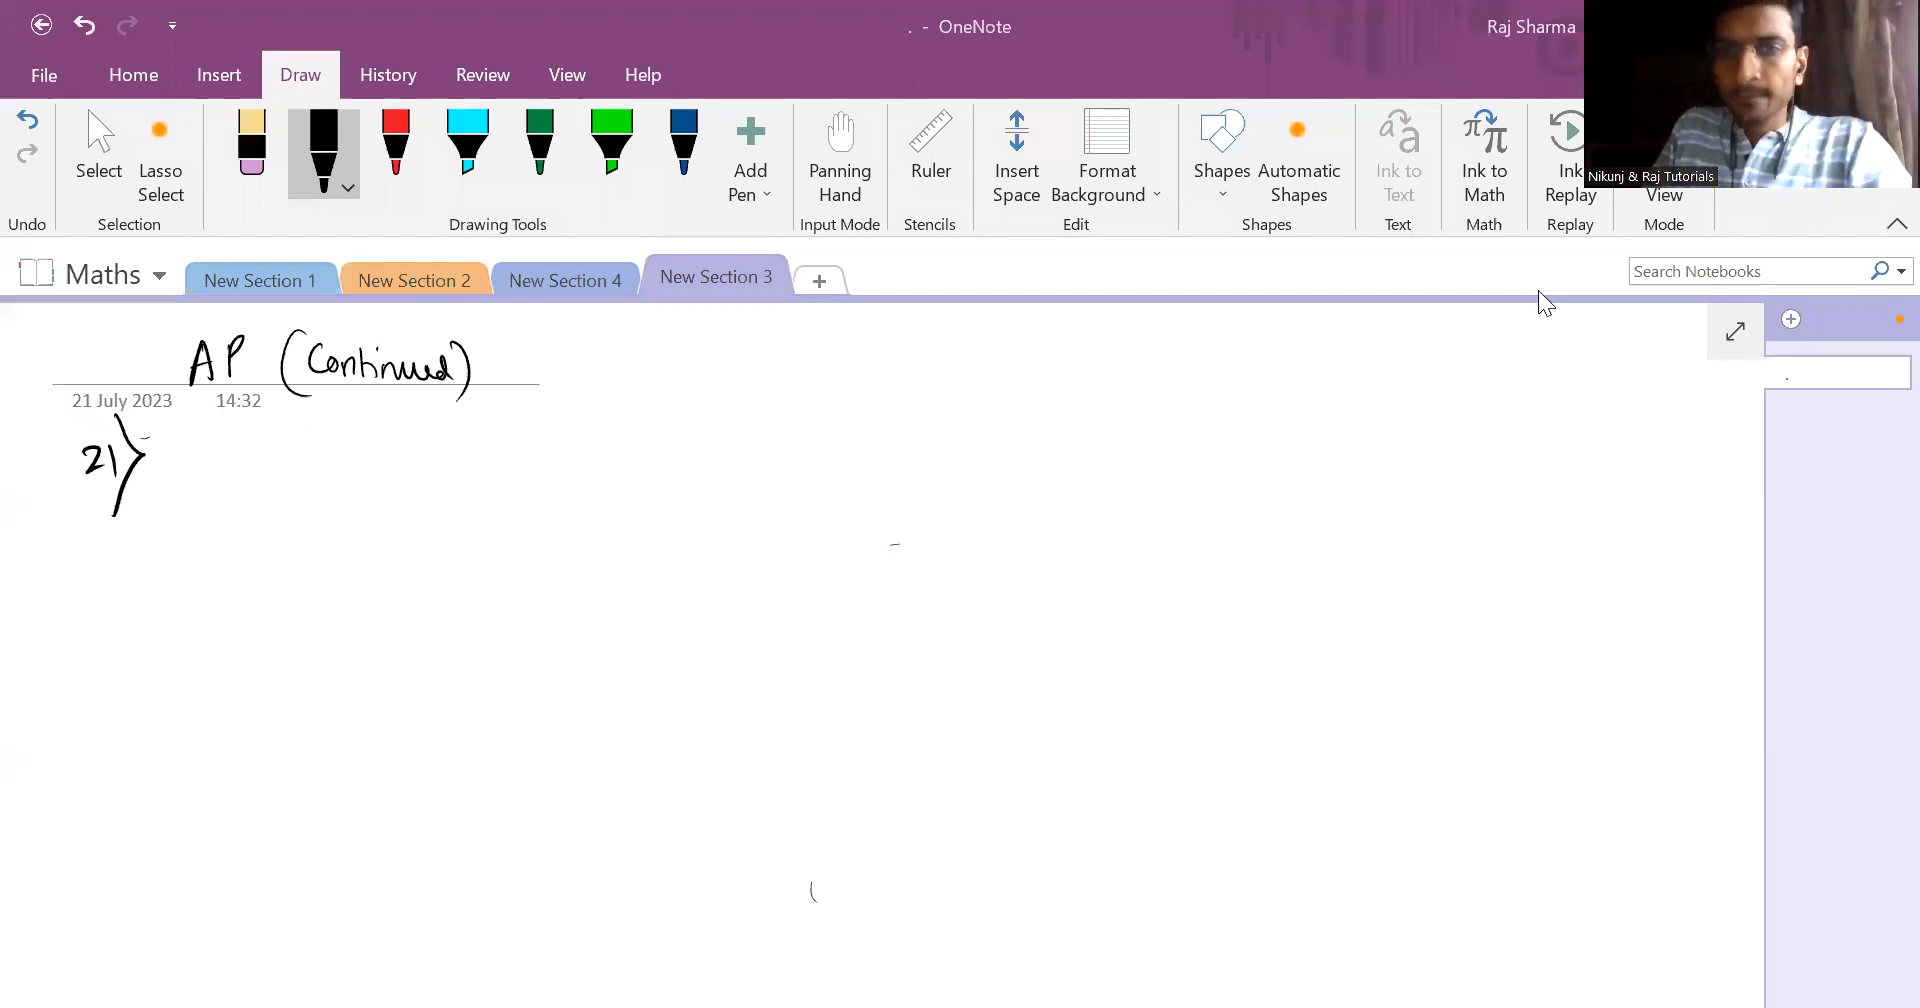 . - OneNote
Raj Sharma
File Home Insert Draw History Review View Help
Select
Lasso Select
Add Pen
Panning Hand
Ruler
Insert Space
Format Background
Shapes
Automatic Shapes
Ink to Text
Ink to Math
Ink Replay
View
Nikunj & Raj Tutorials
Undo Selection Drawing Tools Input Mode Stencils Edit Shapes Text Math Replay Mode
Maths New Section 1 New Section 2 New Section 4 New Section 3 +
Search Notebooks
AP (Continued)
21 July 2023 14:32
21)
.